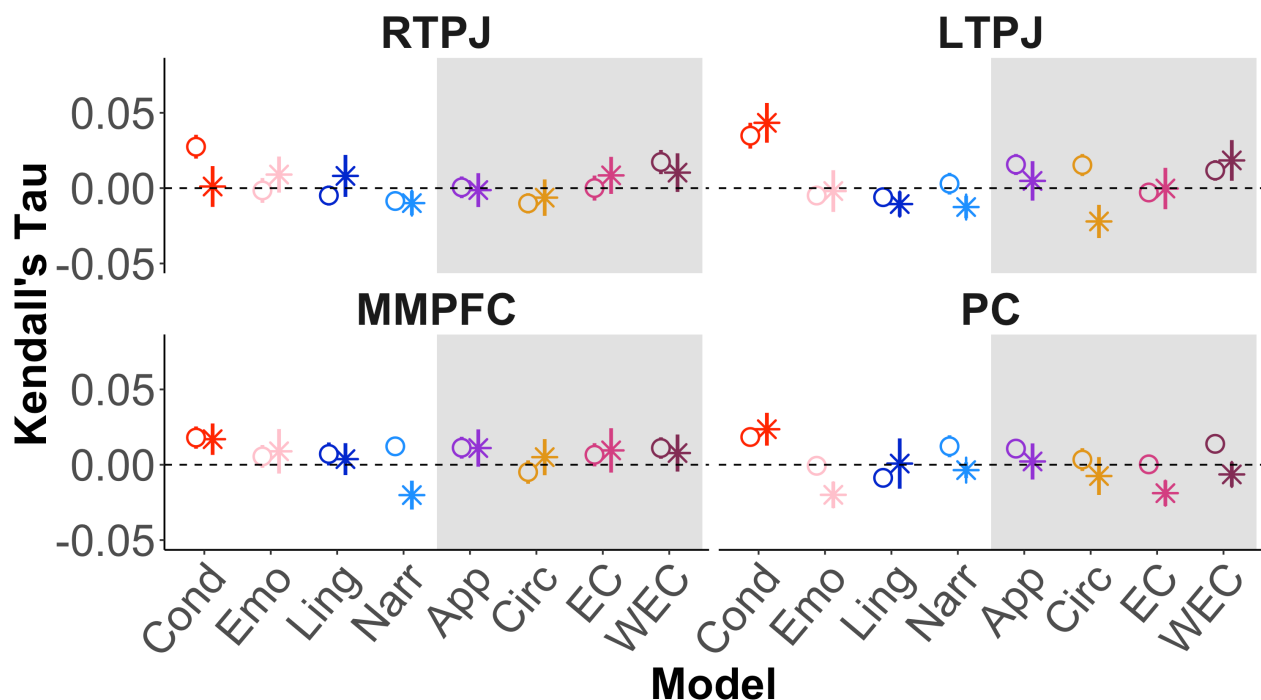 RTPJ LTPJ
Kendall's Tau
0.05
0.00
-0.05
MMPFC PC
0.05
0.00
-0.05
Cond Emo Ling Narr App Circ EC WEC Cond Emo Ling Narr App Circ EC WEC
Model